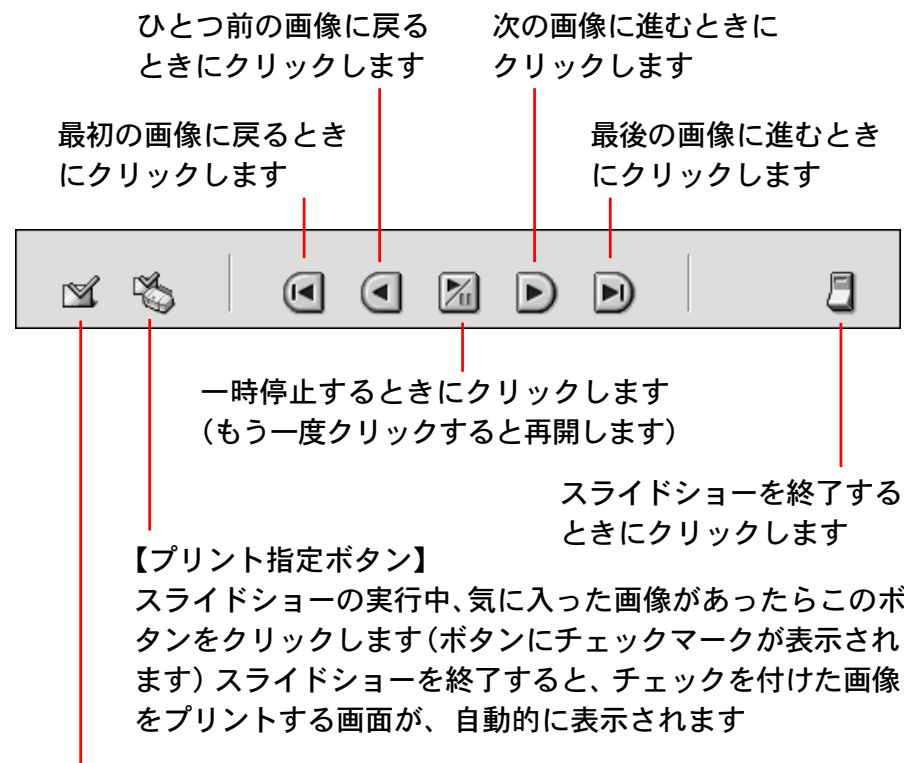 ひとつ前の画像に戻る
ときにクリックします
次の画像に進むときに
クリックします
最初の画像に戻るとき
にクリックします
最後の画像に進むとき
にクリックします
一時停止するときにクリックします
（もう一度クリックすると再開します）
スライドショーを終了する
ときにクリックします
【プリント指定ボタン】
スライドショーの実行中、気に入った画像があったらこのボ
タンをクリックします（ボタンにチェックマークが表示され
ます）スライドショーを終了すると、チェックを付けた画像
をプリントする画面が、自動的に表示されます